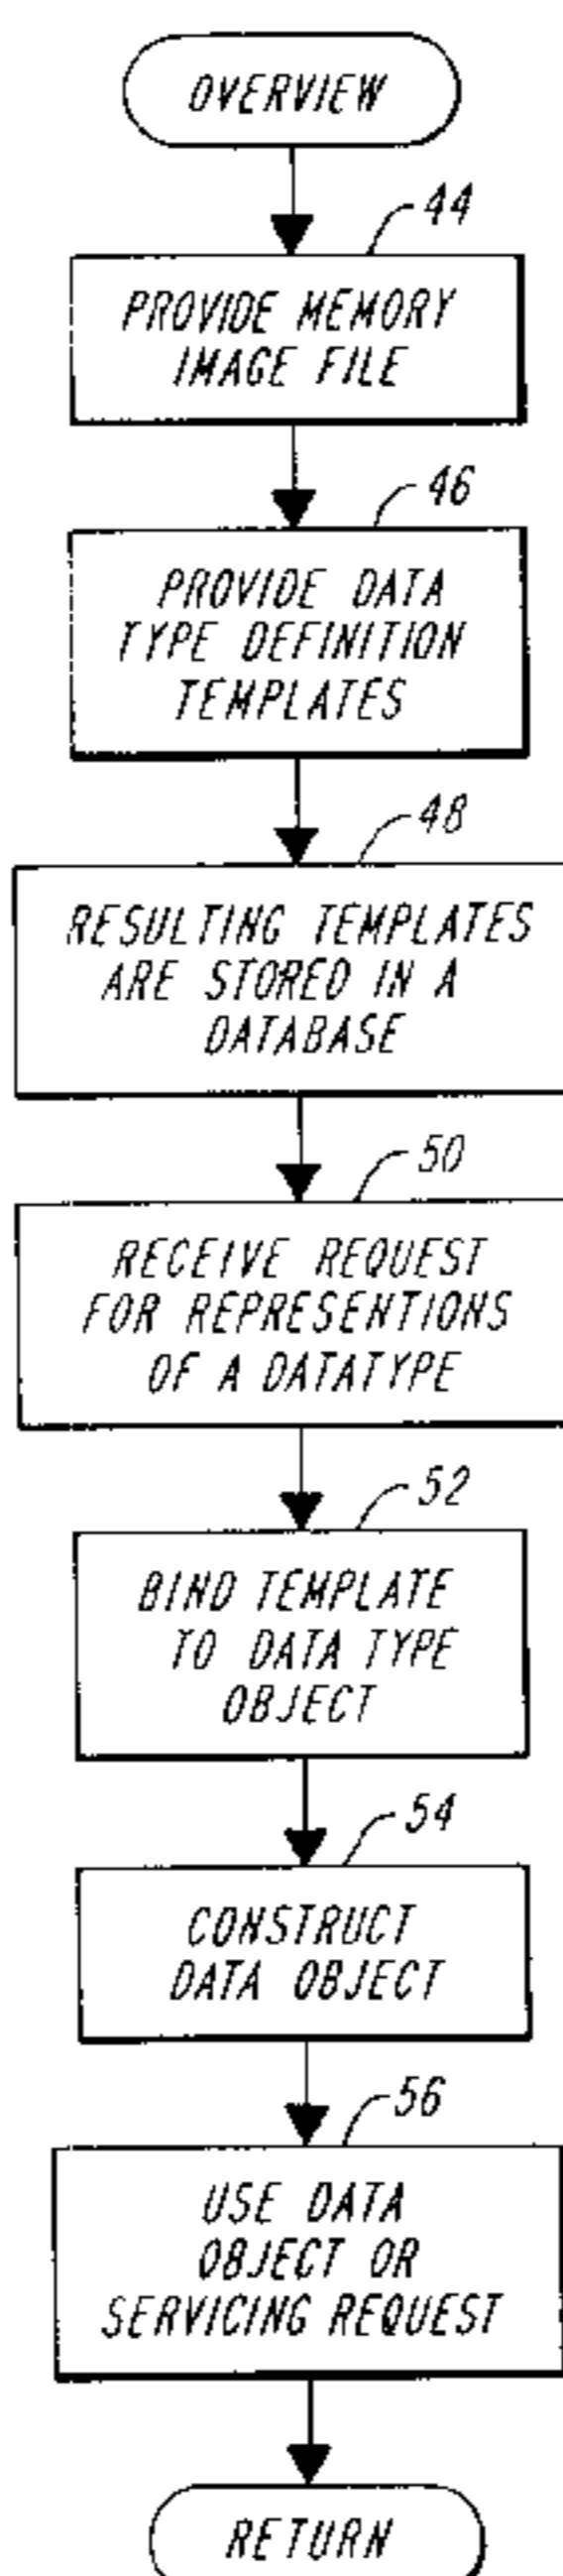 OVERVIEW
44
PROVIDE MEMORY
IMAGE FILE
46
PROVIDE DATA
TYPE DEFINITION
TEMPLATES
48
RESULTING TEMPLATES
ARE STORED IN A
DATABASE
50
RECEIVE REQUEST
FOR REPRESENTIONS
OF A DATATYPE
52
BIND TEMPLATE
TO DATA TYPE
OBJECT
54
CONSTRUCT
DATA OBJECT
56
USE DATA
OBJECT OR
SERVICING REQUEST
RETURN